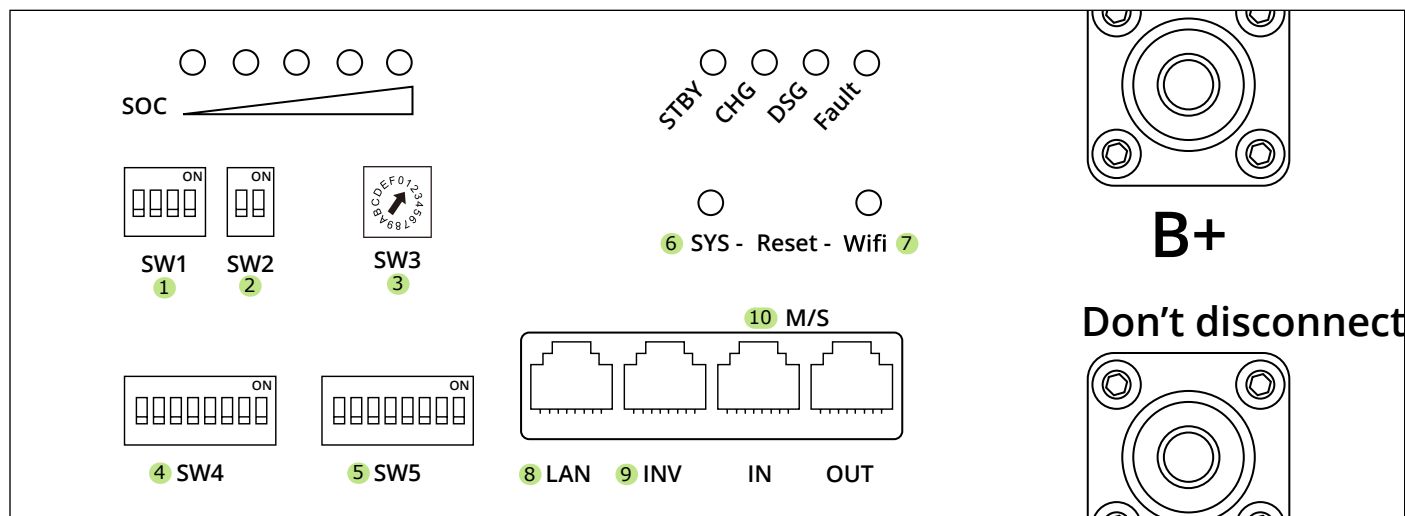 SOC
STBY CHG DSG Fault
ON ON
0123456789ABCDEF
SW1 SW2 SW3
1 2 3
6 SYS - Reset - Wifi 7
B+
10 M/S
Don't disconnect
ON ON
4 SW4 5 SW5
8 LAN 9 INV IN OUT